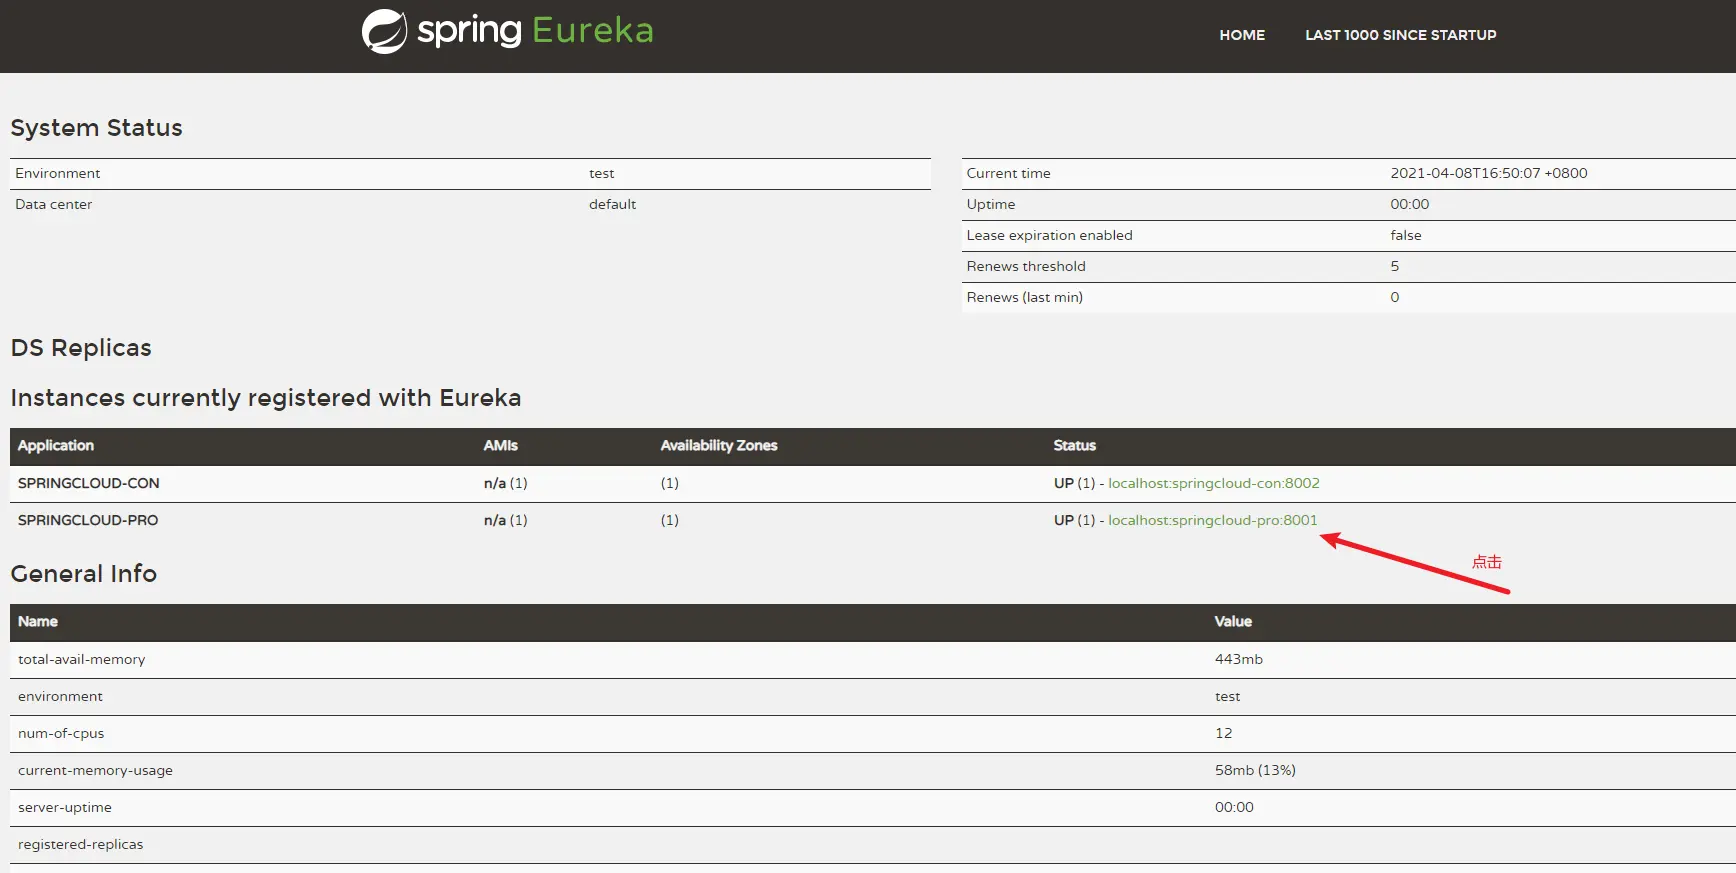 spring Eureka
HOME LAST 1000 SINCE STARTUP
System Status
Environment test
Data center default
Current time 2021-04-08T16:50:07 +0800
Uptime 00:00
Lease expiration enabled false
Renews threshold 5
Renews (last min) 0
DS Replicas
Instances currently registered with Eureka
Application AMIs Availability Zones Status
SPRINGCLOUD-CON n/a (1) (1) UP (1) - localhost:springcloud-con:8002
SPRINGCLOUD-PRO n/a (1) (1) UP (1) - localhost:springcloud-pro:8001
点击
General Info
Name Value
total-avail-memory 443mb
environment test
num-of-cpus 12
current-memory-usage 58mb (13%)
server-uptime 00:00
registered-replicas